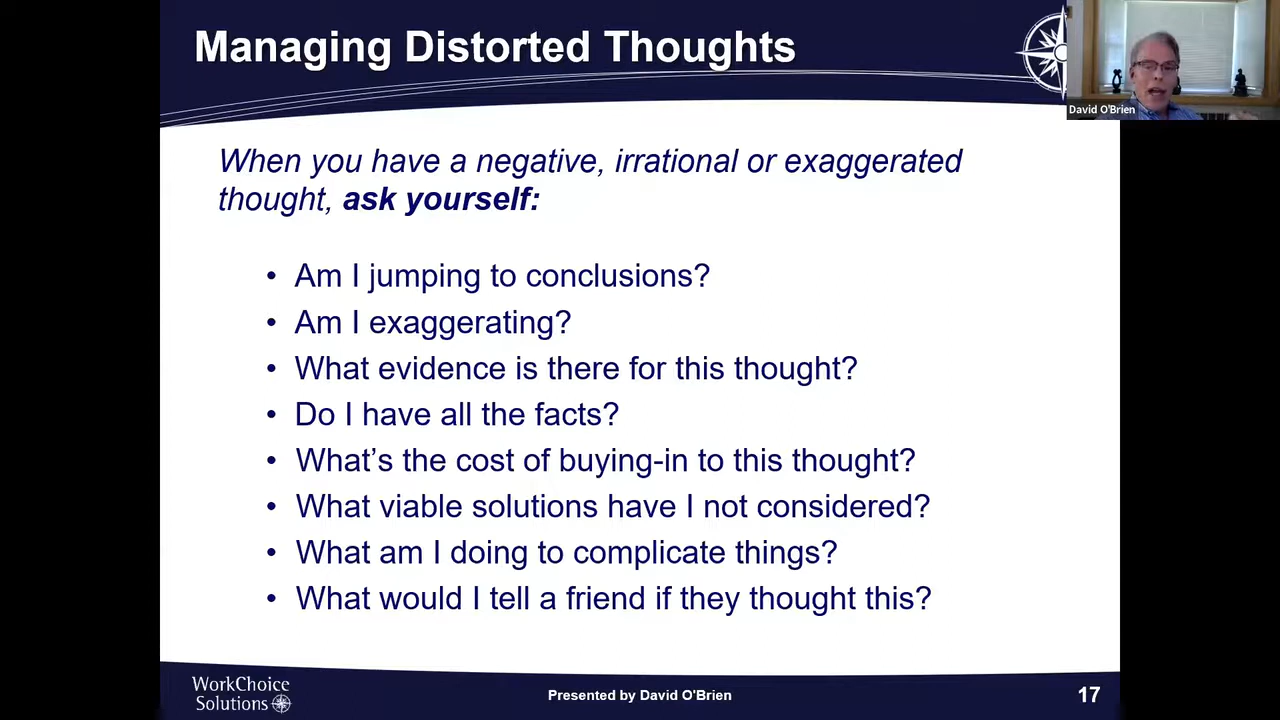 Managing Distorted Thoughts
David O'Brien
When you have a negative, irrational or exaggerated
thought, ask yourself:
• Am I jumping to conclusions?
• Am I exaggerating?
• What evidence is there for this thought?
• Do I have all the facts?
• What’s the cost of buying-in to this thought?
• What viable solutions have I not considered?
• What am I doing to complicate things?
• What would I tell a friend if they thought this?
WorkChoice
Solutions
Presented by David O'Brien
17